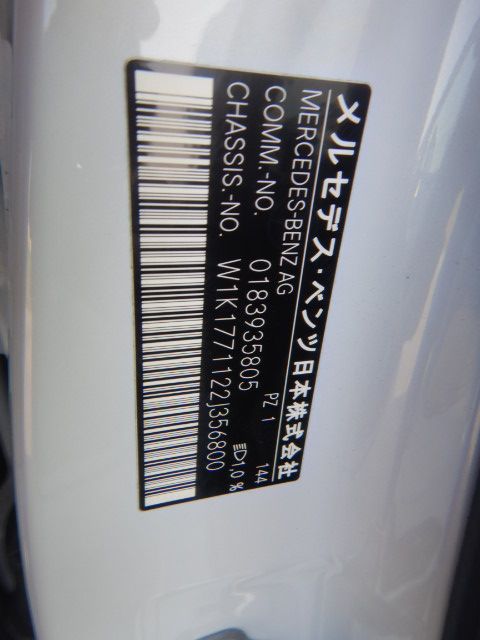 メルセデス・ベンツ日本株式会社
MERCEDES-BENZ AG
COMM.-NO. 0183935805 PZ 1 144
CHASSIS.-NO. W1K1771122J356800 1,0 %